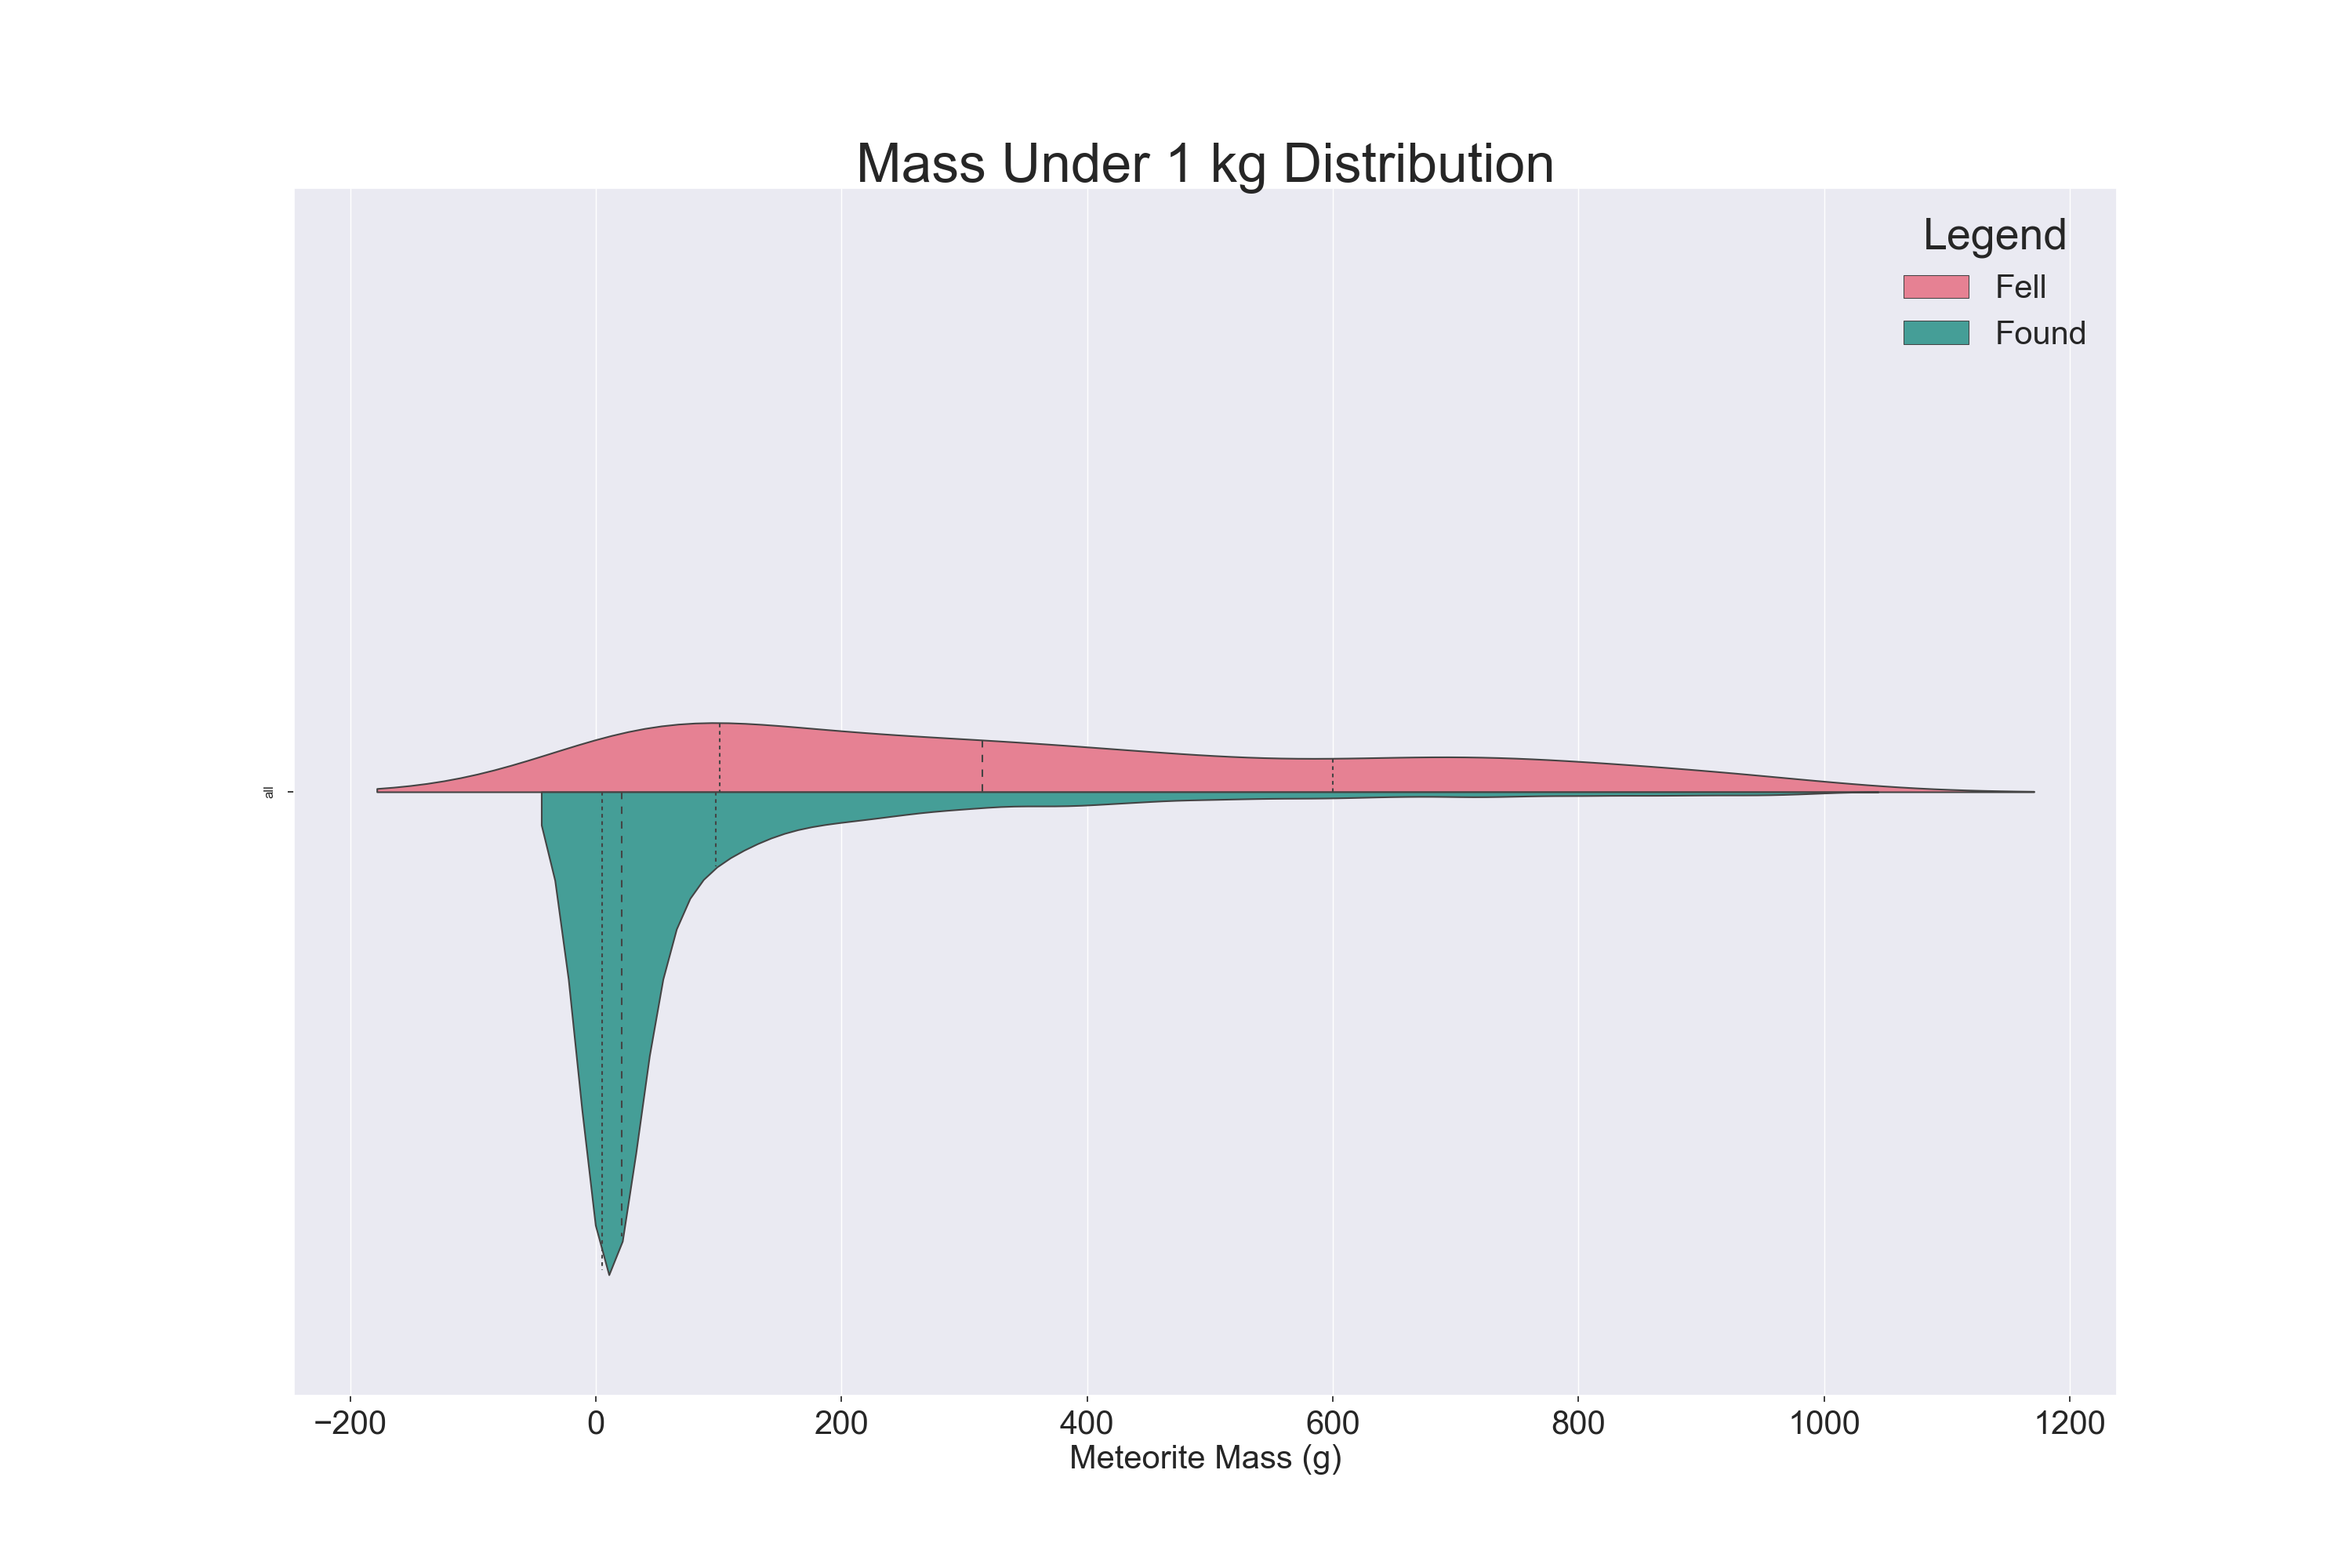 Mass Under 1 kg Distribution
Legend
Fell
Found
all
−200 0 200 400 600 800 1000 1200
Meteorite Mass (g)